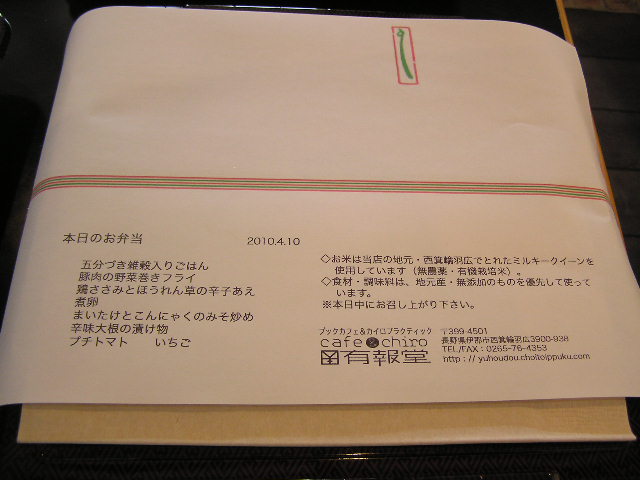 本日のお弁当
2010.4.10
五分づき雑穀入りごはん
豚肉の野菜巻きフライ
鶏ささみとほうれん草の辛子あえ
煮卵
まいたけとこんにゃくのみそ炒め
辛味大根の漬け物
プチトマト いちご
◇お米は当店の地元・西箕輪羽広でとれたミルキークイーンを
使用しています（無農薬・有機栽培米）。
◇食材・調味料は、地元産・無添加のものを優先して使って
います。
※本日中にお召し上がり下さい。
ブックカフェ&カイロプラクティック
cafe chiro
有報堂
〒399-4501
長野県伊那市西箕輪羽広3900-938
TEL/FAX：0265-76-4353
http://yuhoudou.choitoippuku.com